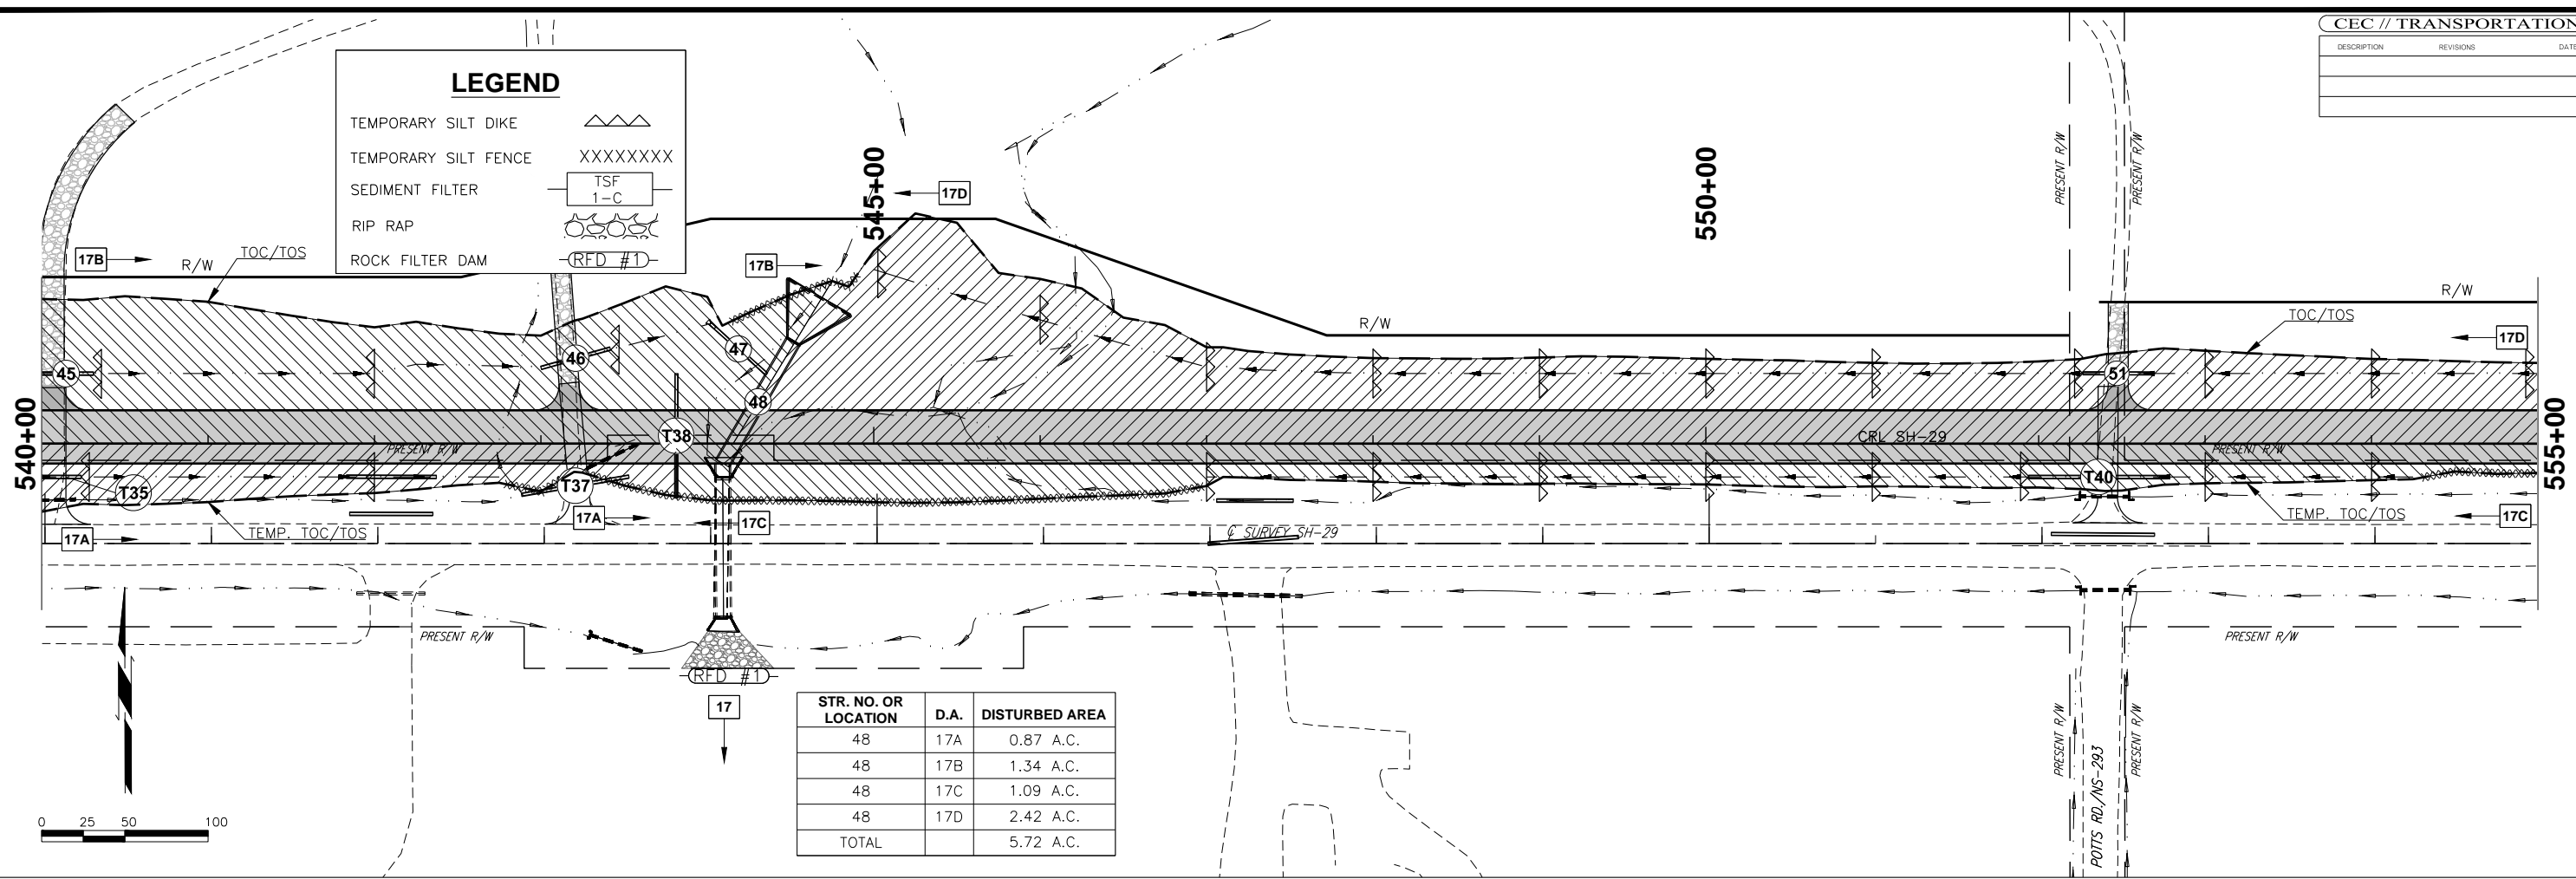 CEC // TRANSPORTATION
DESCRIPTION REVISIONS DATE
LEGEND
TEMPORARY SILT DIKE
TEMPORARY SILT FENCE XXXXXXXX
SEDIMENT FILTER TSF
1-C
RIP RAP
ROCK FILTER DAM RFD #1
17B
R/W
TOC/TOS
17B
545+00
17D
550+00
PRESENT R/W
PRESENT R/W
R/W
R/W
TOC/TOS
17D
45
46
47
48
51
540+00
T38
PRESENT R/W
CRL SH-29
PRESENT R/W
555+00
T35
T37
T40
17A
TEMP. TOC/TOS
17A
17C
℄ SURVEY SH-29
TEMP. TOC/TOS
17C
PRESENT R/W
PRESENT R/W
RFD #1
17
STR. NO. OR
LOCATION D.A. DISTURBED AREA
48 17A 0.87 A.C.
48 17B 1.34 A.C.
48 17C 1.09 A.C.
48 17D 2.42 A.C.
TOTAL 5.72 A.C.
PRESENT R/W
POTTS RD./NS-293
PRESENT R/W
0 25 50 100